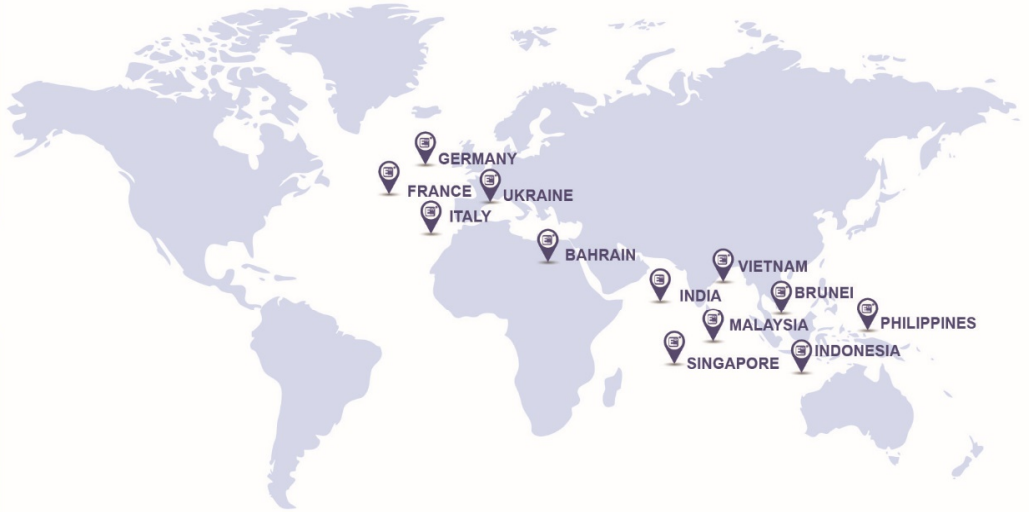 GERMANY
FRANCE
UKRAINE
ITALY
BAHRAIN
VIETNAM
INDIA
BRUNEI
MALAYSIA
PHILIPPINES
SINGAPORE
INDONESIA